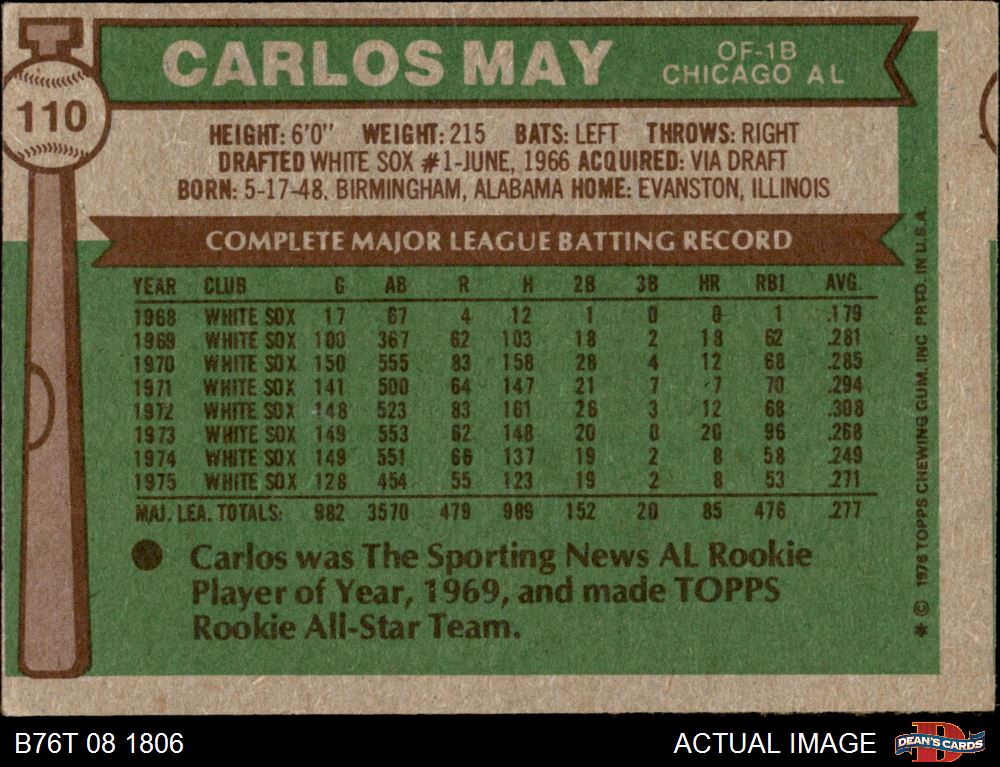 110
CARLOS MAY
OF-1B
CHICAGO AL
HEIGHT: 6'0" WEIGHT: 215 BATS: LEFT THROWS: RIGHT
DRAFTED WHITE SOX #1-JUNE, 1966 ACQUIRED: VIA DRAFT
BORN: 5-17-48, BIRMINGHAM, ALABAMA HOME: EVANSTON, ILLINOIS
COMPLETE MAJOR LEAGUE BATTING RECORD
YEAR CLUB G AB R H 2B 3B HR RBI AVG.
1968 WHITE SOX 17 67 4 12 1 0 0 1 .179
1969 WHITE SOX 100 367 62 103 18 2 18 62 .281
1970 WHITE SOX 150 555 83 158 28 4 12 68 .285
1971 WHITE SOX 141 500 64 147 21 7 7 70 .294
1972 WHITE SOX 148 523 83 161 26 3 12 68 .308
1973 WHITE SOX 149 553 62 148 20 0 20 96 .268
1974 WHITE SOX 149 551 66 137 19 2 8 58 .249
1975 WHITE SOX 128 454 55 123 19 2 8 53 .271
MAJ. LEA. TOTALS: 982 3570 479 989 152 20 85 476 .277
Carlos was The Sporting News AL Rookie
Player of Year, 1969, and made TOPPS
Rookie All-Star Team.
* © 1976 TOPPS CHEWING GUM, INC PRTD. IN U.S.A.
B76T 08 1806
ACTUAL IMAGE
D
DEAN'S CARDS